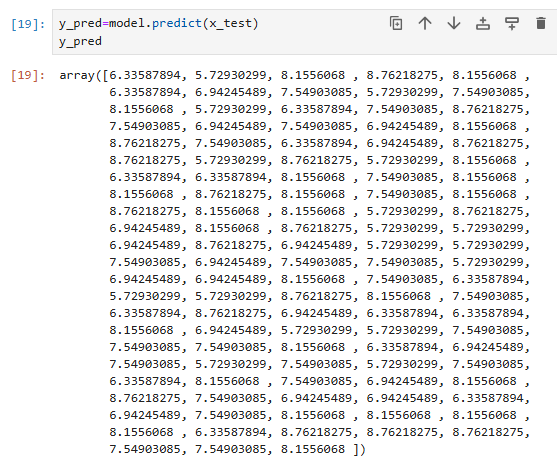 [19]: y_pred=model.predict(x_test)
y_pred
[19]: array([6.33587894, 5.72930299, 8.1556068 , 8.76218275, 8.1556068 ,
6.33587894, 6.94245489, 7.54903085, 5.72930299, 7.54903085,
8.1556068 , 5.72930299, 6.33587894, 7.54903085, 8.76218275,
7.54903085, 6.94245489, 7.54903085, 6.94245489, 8.1556068 ,
8.76218275, 7.54903085, 6.33587894, 6.94245489, 8.76218275,
8.76218275, 5.72930299, 8.76218275, 5.72930299, 8.1556068 ,
6.33587894, 6.33587894, 8.1556068 , 7.54903085, 8.1556068 ,
8.1556068 , 8.76218275, 8.1556068 , 7.54903085, 8.1556068 ,
8.76218275, 8.1556068 , 8.1556068 , 5.72930299, 8.76218275,
6.94245489, 8.1556068 , 8.76218275, 5.72930299, 5.72930299,
6.94245489, 8.76218275, 6.94245489, 5.72930299, 5.72930299,
7.54903085, 6.94245489, 7.54903085, 7.54903085, 5.72930299,
6.94245489, 6.94245489, 8.1556068 , 7.54903085, 6.33587894,
5.72930299, 5.72930299, 8.76218275, 8.1556068 , 7.54903085,
6.33587894, 8.76218275, 6.94245489, 6.33587894, 6.33587894,
8.1556068 , 6.94245489, 5.72930299, 5.72930299, 7.54903085,
7.54903085, 7.54903085, 8.1556068 , 6.33587894, 6.94245489,
7.54903085, 5.72930299, 7.54903085, 5.72930299, 7.54903085,
6.33587894, 8.1556068 , 7.54903085, 6.94245489, 8.1556068 ,
8.76218275, 7.54903085, 6.94245489, 6.94245489, 6.33587894,
6.94245489, 7.54903085, 8.1556068 , 8.1556068 , 8.1556068 ,
8.1556068 , 6.33587894, 8.76218275, 8.76218275, 8.76218275,
7.54903085, 7.54903085, 8.1556068 ])